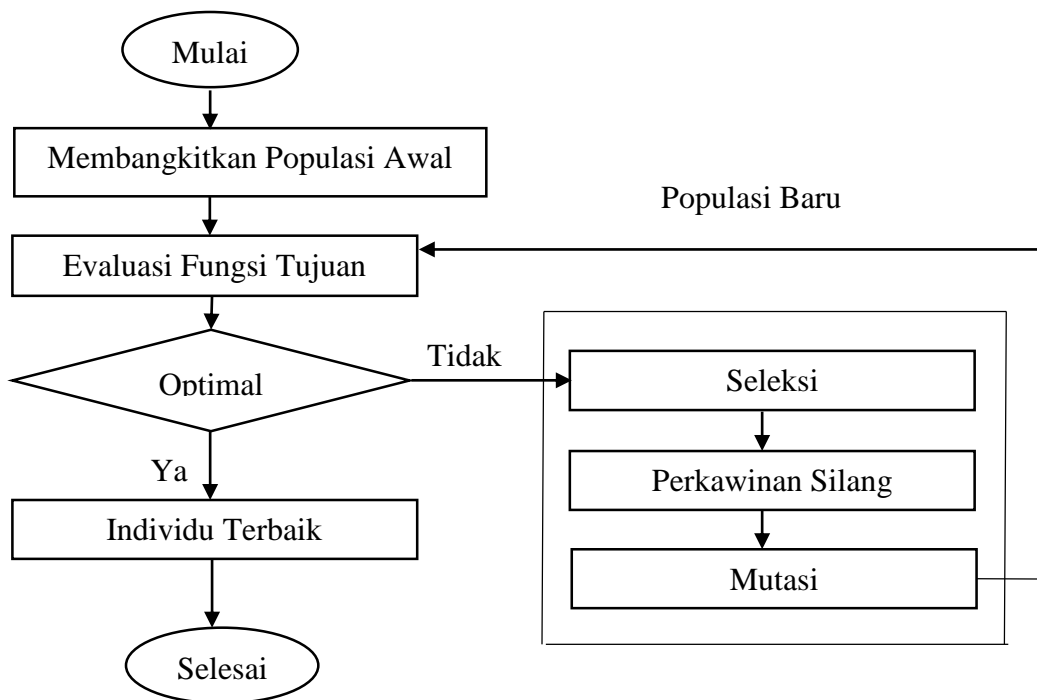 Mulai
Membangkitkan Populasi Awal
Populasi Baru
Evaluasi Fungsi Tujuan
Tidak
Optimal
Seleksi
Ya
Perkawinan Silang
Individu Terbaik
Mutasi
Selesai